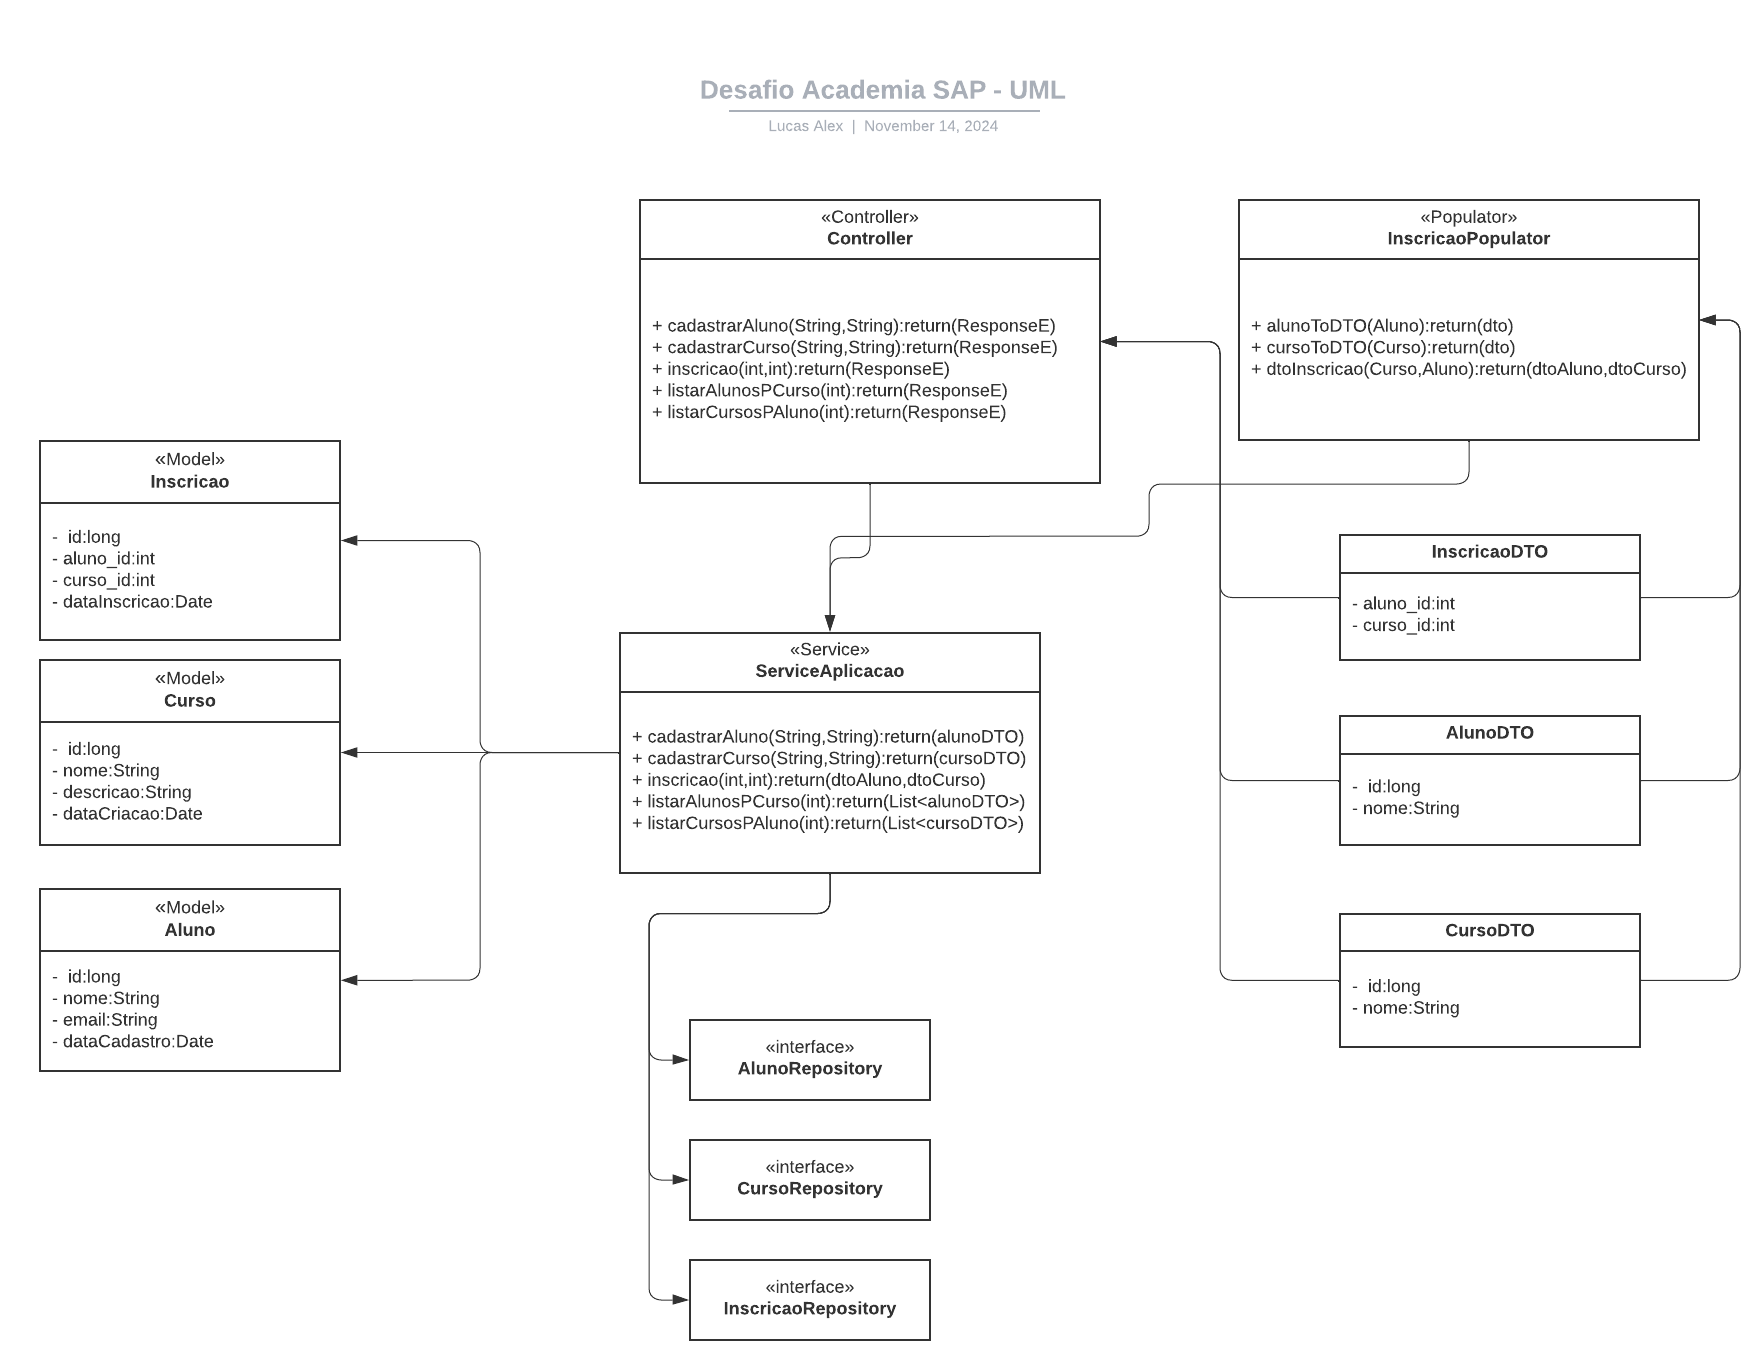 Desafio Academia SAP - UML
Lucas Alex | November 14, 2024
«Controller»
Controller
+ cadastrarAluno(String,String):return(ResponseE)
+ cadastrarCurso(String,String):return(ResponseE)
+ inscricao(int,int):return(ResponseE)
+ listarAlunosPCurso(int):return(ResponseE)
+ listarCursosPAluno(int):return(ResponseE)
«Populator»
InscricaoPopulator
+ alunoToDTO(Aluno):return(dto)
+ cursoToDTO(Curso):return(dto)
+ dtoInscricao(Curso,Aluno):return(dtoAluno,dtoCurso)
«Model»
Inscricao
- id:long
- aluno_id:int
- curso_id:int
- dataInscricao:Date
«Model»
Curso
- id:long
- nome:String
- descricao:String
- dataCriacao:Date
«Model»
Aluno
- id:long
- nome:String
- email:String
- dataCadastro:Date
«Service»
ServiceAplicacao
+ cadastrarAluno(String,String):return(alunoDTO)
+ cadastrarCurso(String,String):return(cursoDTO)
+ inscricao(int,int):return(dtoAluno,dtoCurso)
+ listarAlunosPCurso(int):return(List<alunoDTO>)
+ listarCursosPAluno(int):return(List<cursoDTO>)
InscricaoDTO
- aluno_id:int
- curso_id:int
AlunoDTO
- id:long
- nome:String
CursoDTO
- id:long
- nome:String
«interface»
AlunoRepository
«interface»
CursoRepository
«interface»
InscricaoRepository